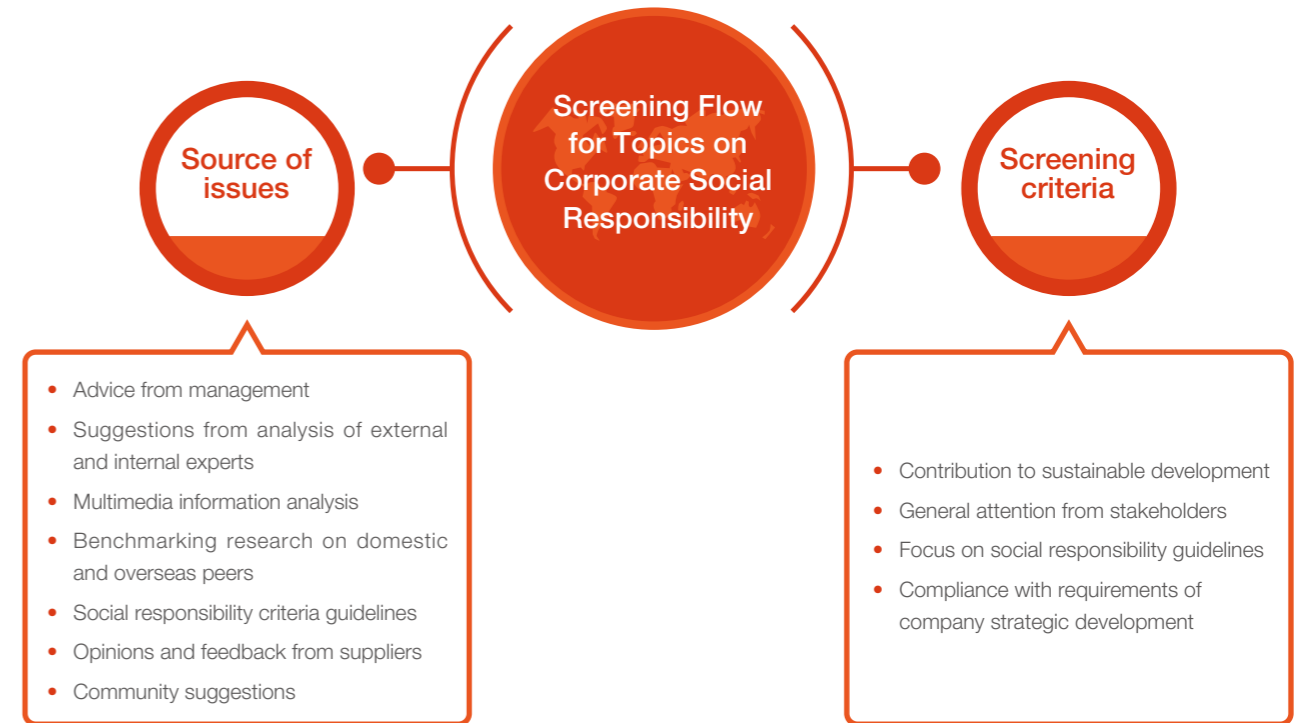 Screening Flow
for Topics on
Corporate Social
Responsibility
Source of
issues
• Advice from management
• Suggestions from analysis of external
and internal experts
• Multimedia information analysis
• Benchmarking research on domestic
and overseas peers
• Social responsibility criteria guidelines
• Opinions and feedback from suppliers
• Community suggestions
Screening
criteria
• Contribution to sustainable development
• General attention from stakeholders
• Focus on social responsibility guidelines
• Compliance with requirements of
company strategic development